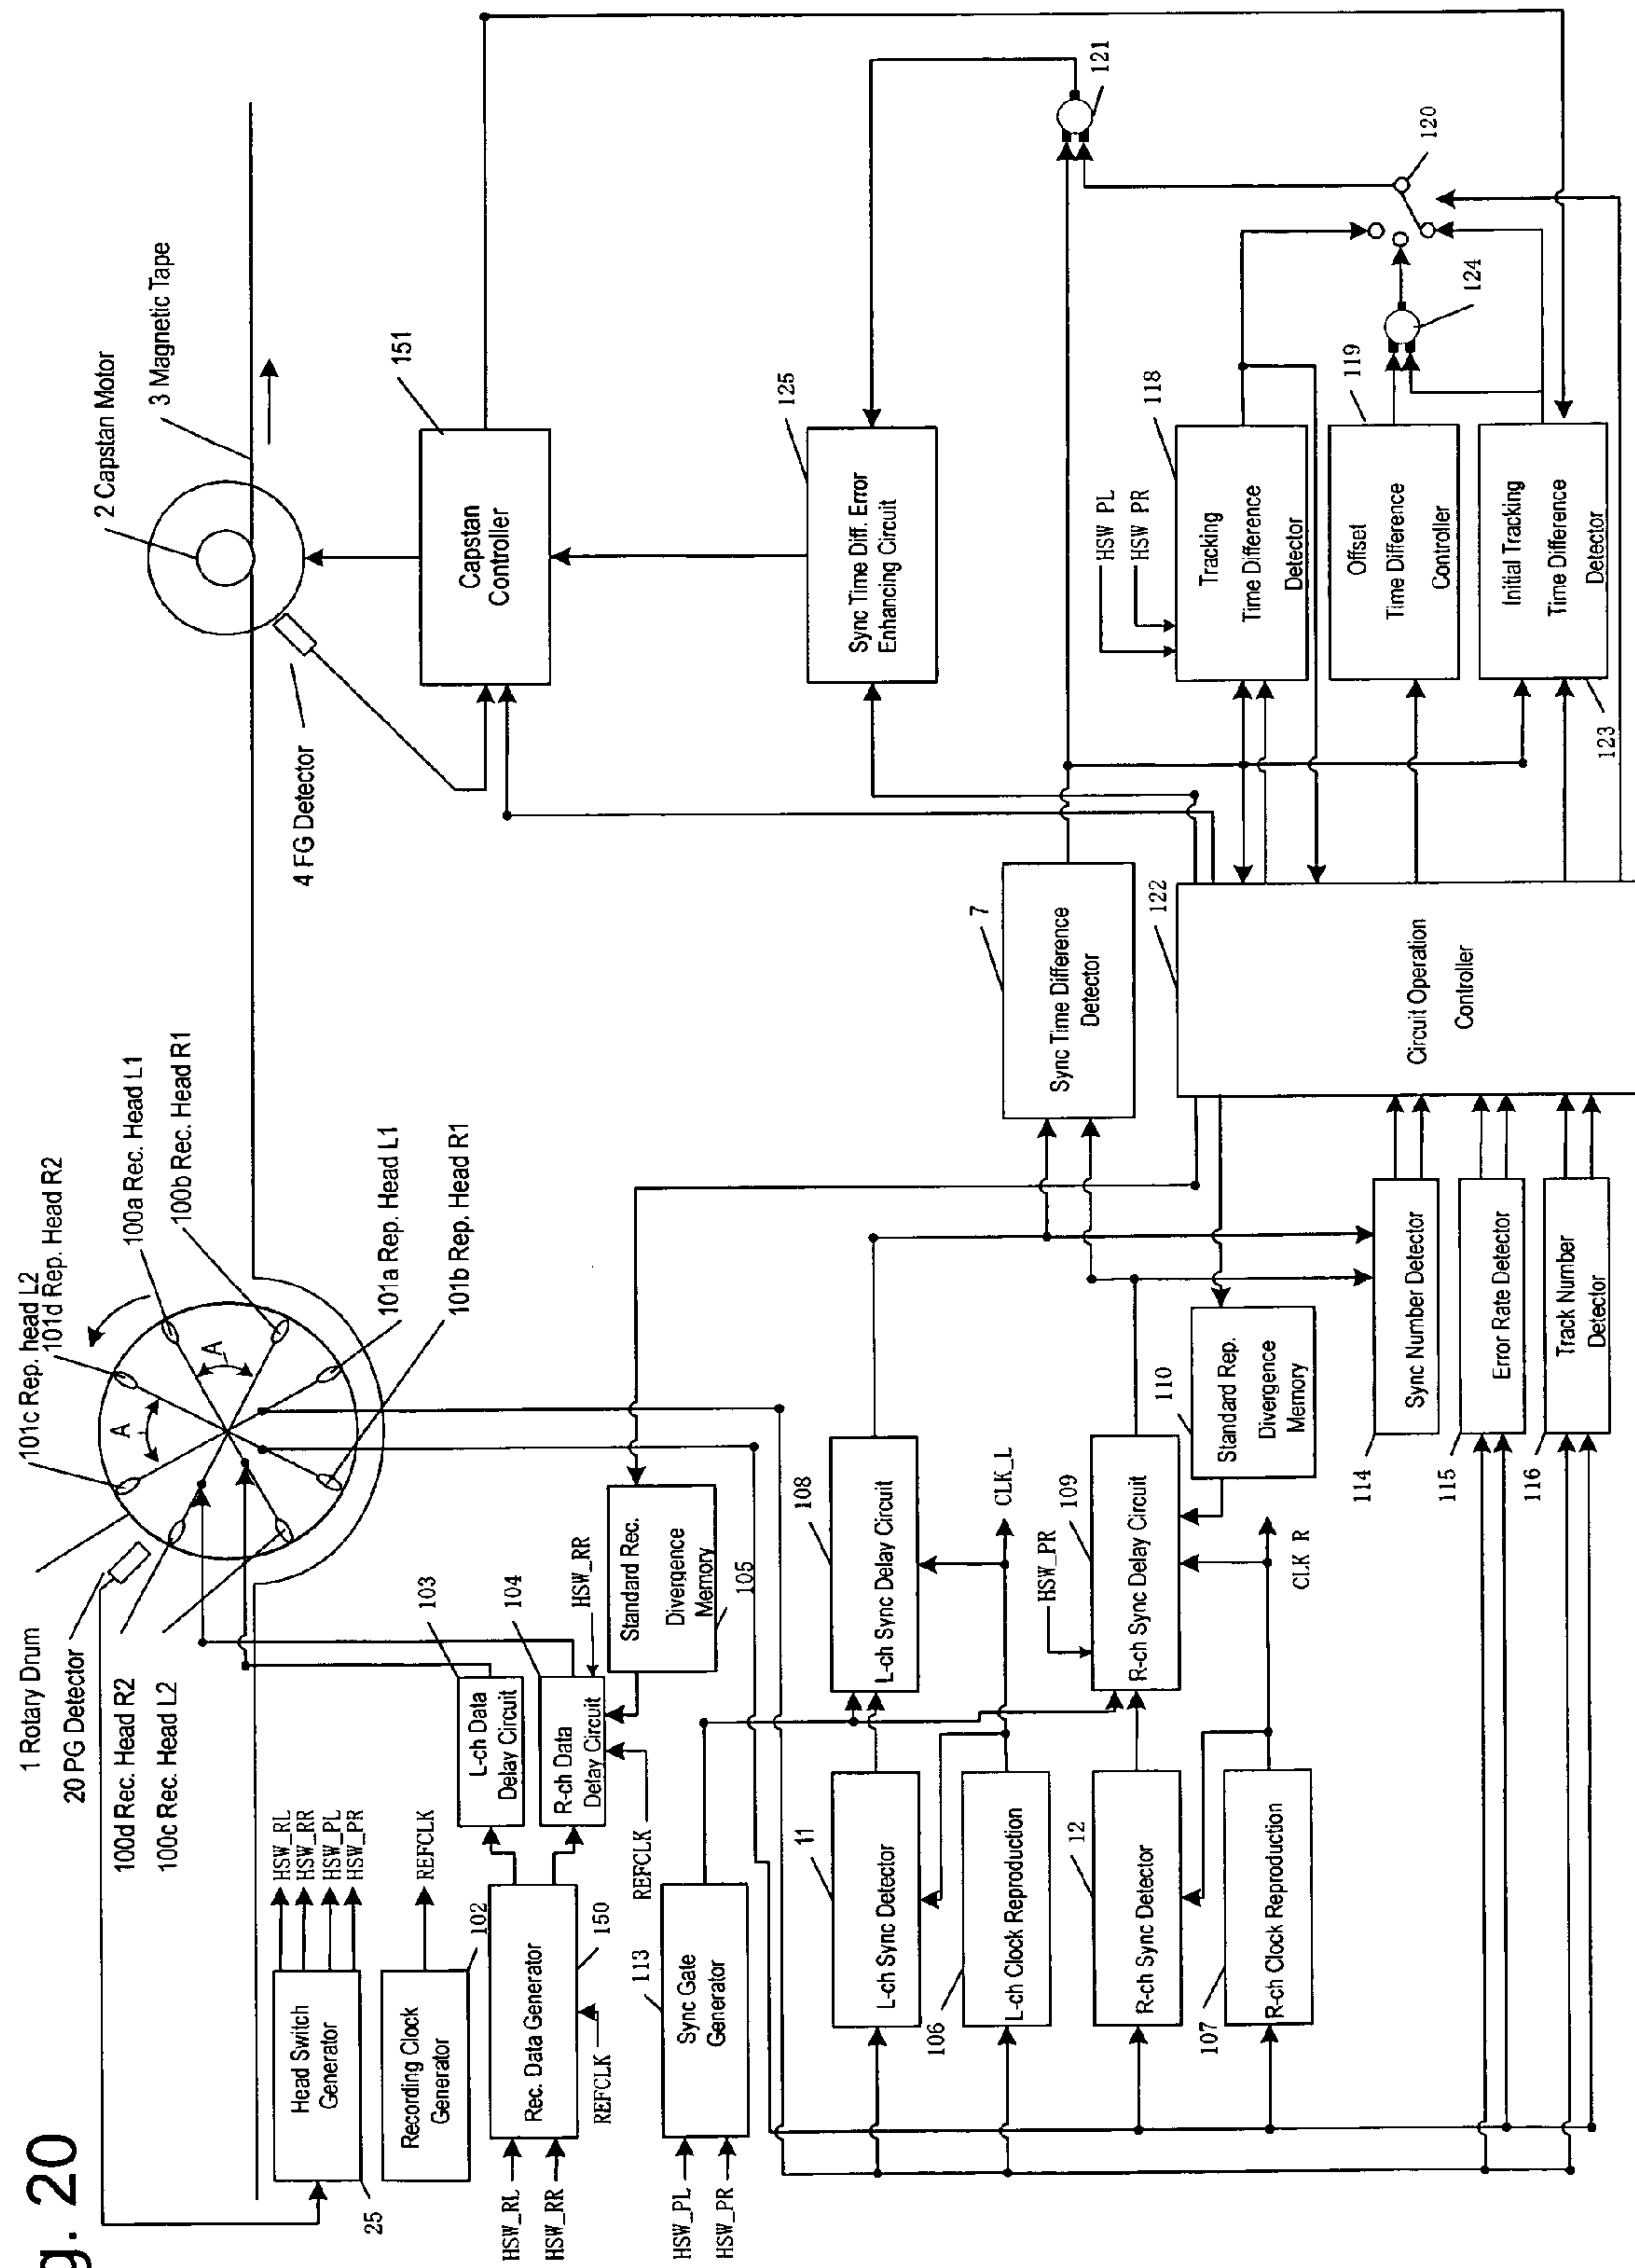 g. 20
1 Rotary Drum
20 PG Detector
100d Rec. Head R2
100c Rec. Head L2
101c Rep. head L2
101d Rep. Head R2
100a Rec. Head L1
100b Rec. Head R1
101a Rep. Head L1
101b Rep. Head R1
A
A
2 Capstan Motor
3 Magnetic Tape
4 FG Detector
Head Switch
Generator
25
HSW_RL
HSW_RR
HSW_PL
HSW_PR
Recording Clock
Generator
102
REFCLK
HSW_RL
HSW_RR
Rec. Data Generator
150
REFCLK
L-ch Data
Delay Circuit
103
R-ch Data
Delay Circuit
104
HSW_RR
REFCLK
Standard Rec.
Divergence
Memory
105
Capstan
Controller
151
Sync Time Diff. Error
Enhancing Circuit
125
121
HSW_PL
HSW_PR
Sync Gate
Generator
113
L-ch Sync Detector
11
L-ch Clock Reproduction
106
R-ch Sync Detector
12
R-ch Clock Reproduction
107
L-ch Sync Delay Circuit
108
CLK_L
HSW_PR
R-ch Sync Delay Circuit
109
CLK R
Standard Rep.
Divergence
Memory
110
Sync Time Difference
Detector
7
Sync Number Detector
114
Error Rate Detector
115
Track Number
Detector
116
Circuit Operation
Controller
122
HSW PL
HSW PR
Tracking
Time Difference
Detector
118
Offset
Time Difference
Controller
119
Initial Tracking
Time Difference
Detector
123
124
120